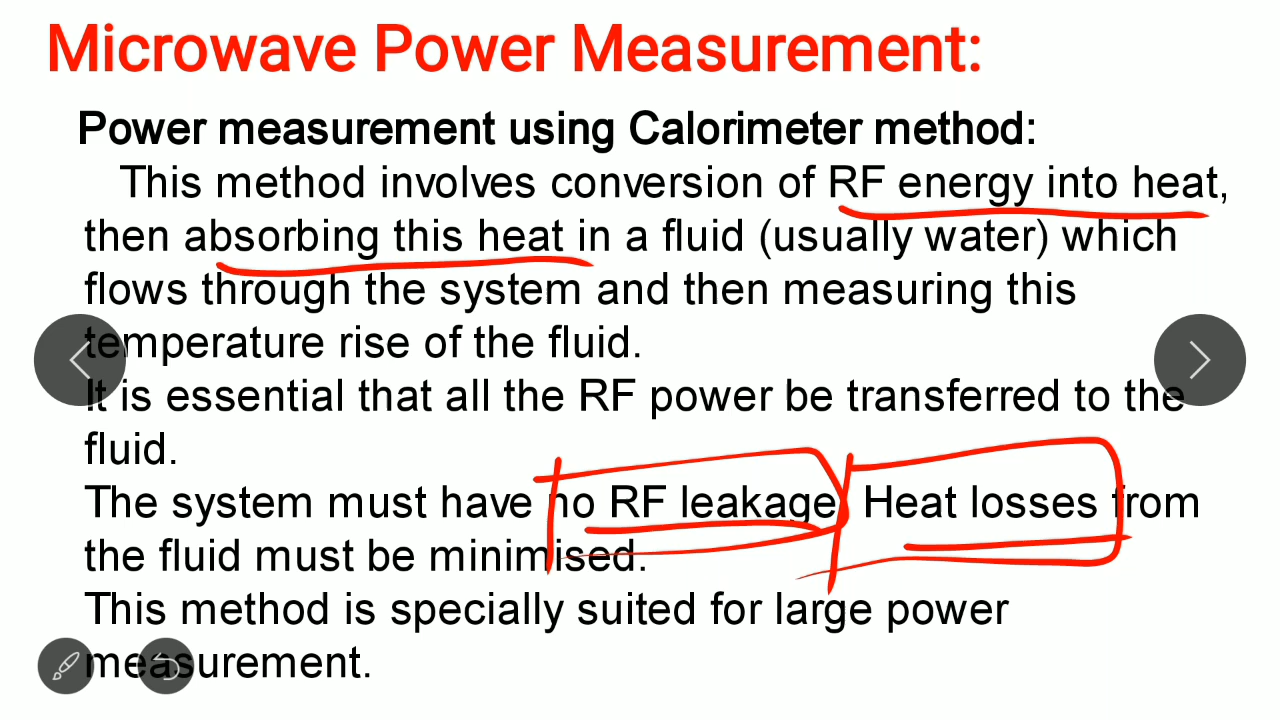 Microwave Power Measurement:
Power measurement using Calorimeter method:
This method involves conversion of RF energy into heat,
then absorbing this heat in a fluid (usually water) which
flows through the system and then measuring this
temperature rise of the fluid.
It is essential that all the RF power be transferred to the
fluid.
The system must have no RF leakage. Heat losses from
the fluid must be minimised.
This method is specially suited for large power
measurement.